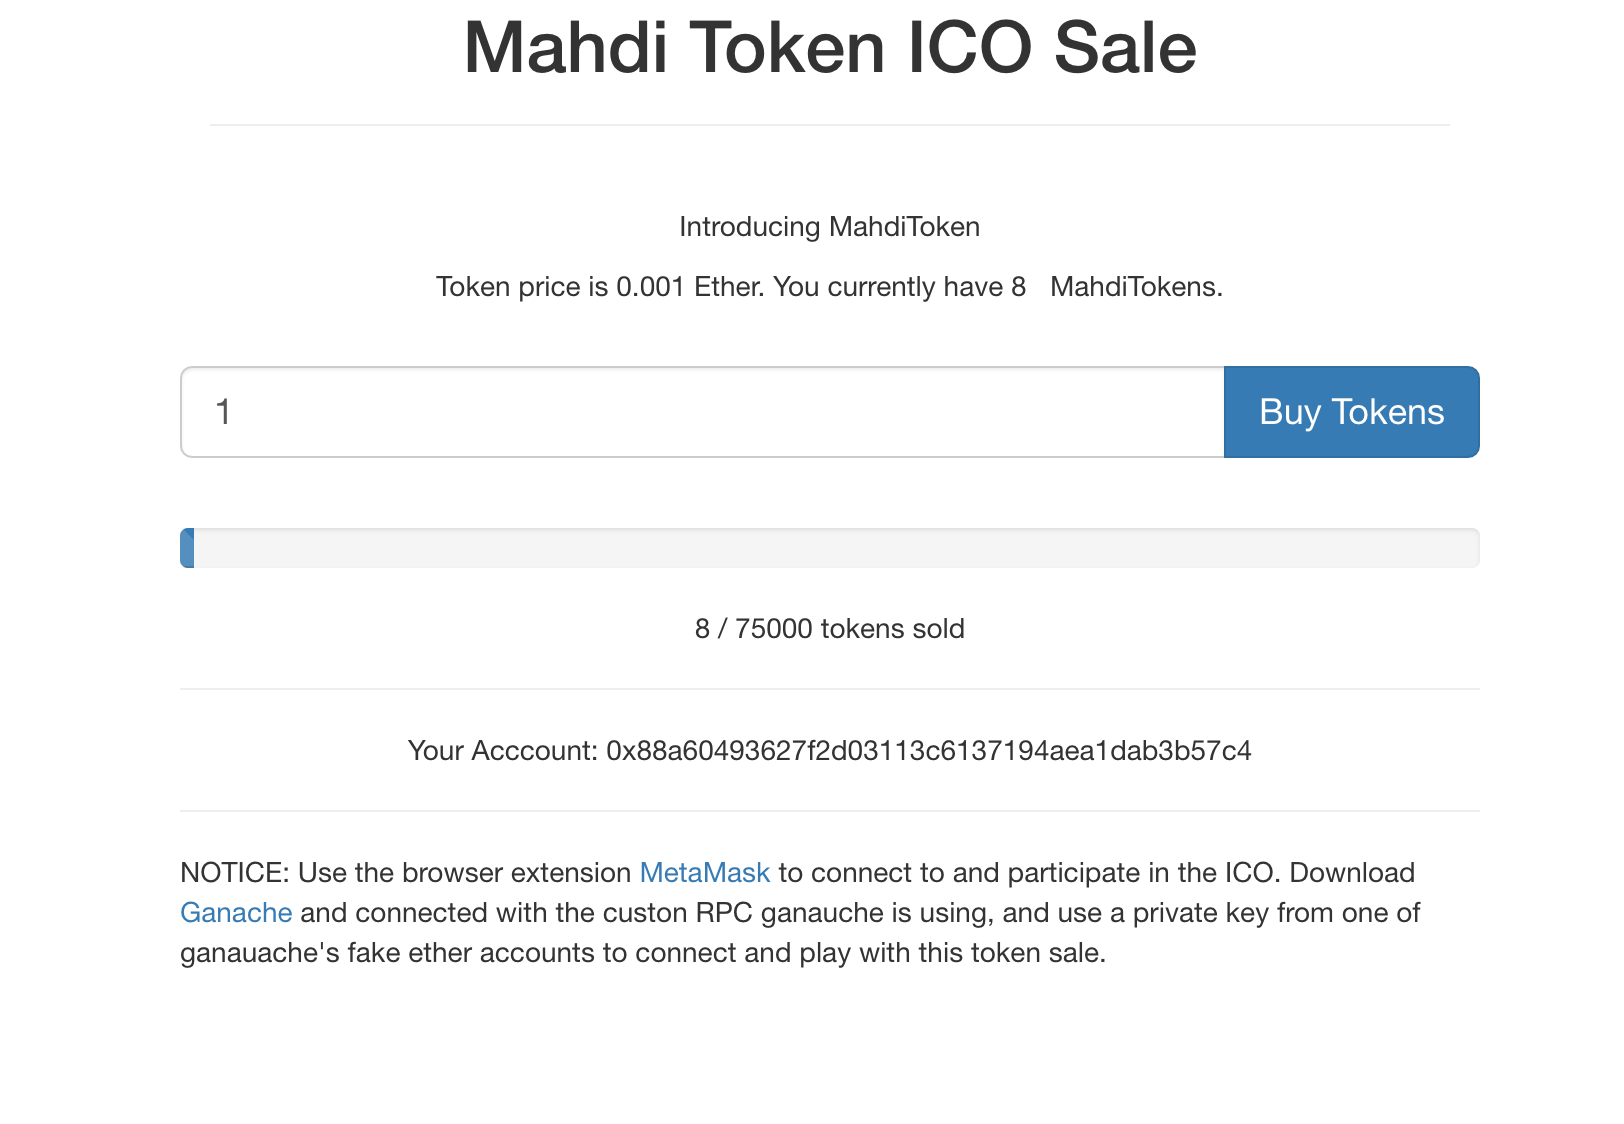 Mahdi Token ICO Sale
Introducing MahdiToken
Token price is 0.001 Ether. You currently have 8 MahdiTokens.
1
Buy Tokens
8 / 75000 tokens sold
Your Acccount: 0x88a60493627f2d03113c6137194aea1dab3b57c4
NOTICE: Use the browser extension MetaMask to connect to and participate in the ICO. Download
Ganache and connected with the custon RPC ganauche is using, and use a private key from one of
ganauache's fake ether accounts to connect and play with this token sale.